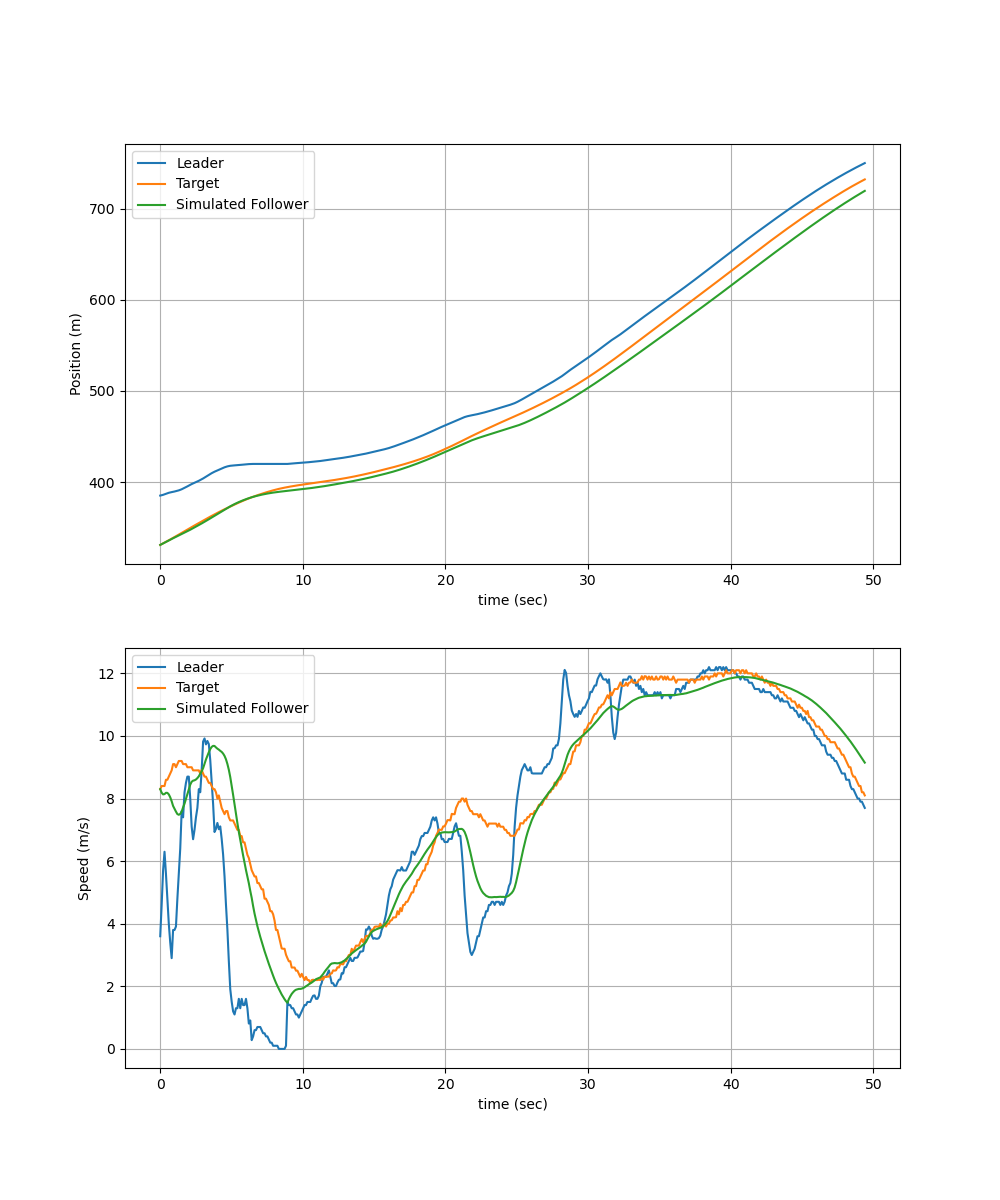 Leader
Target
Simulated Follower
700
600
500
400
Position (m)
0 10 20 30 40 50
time (sec)
Leader
Target
Simulated Follower
12
10
8
6
4
2
0
Speed (m/s)
0 10 20 30 40 50
time (sec)